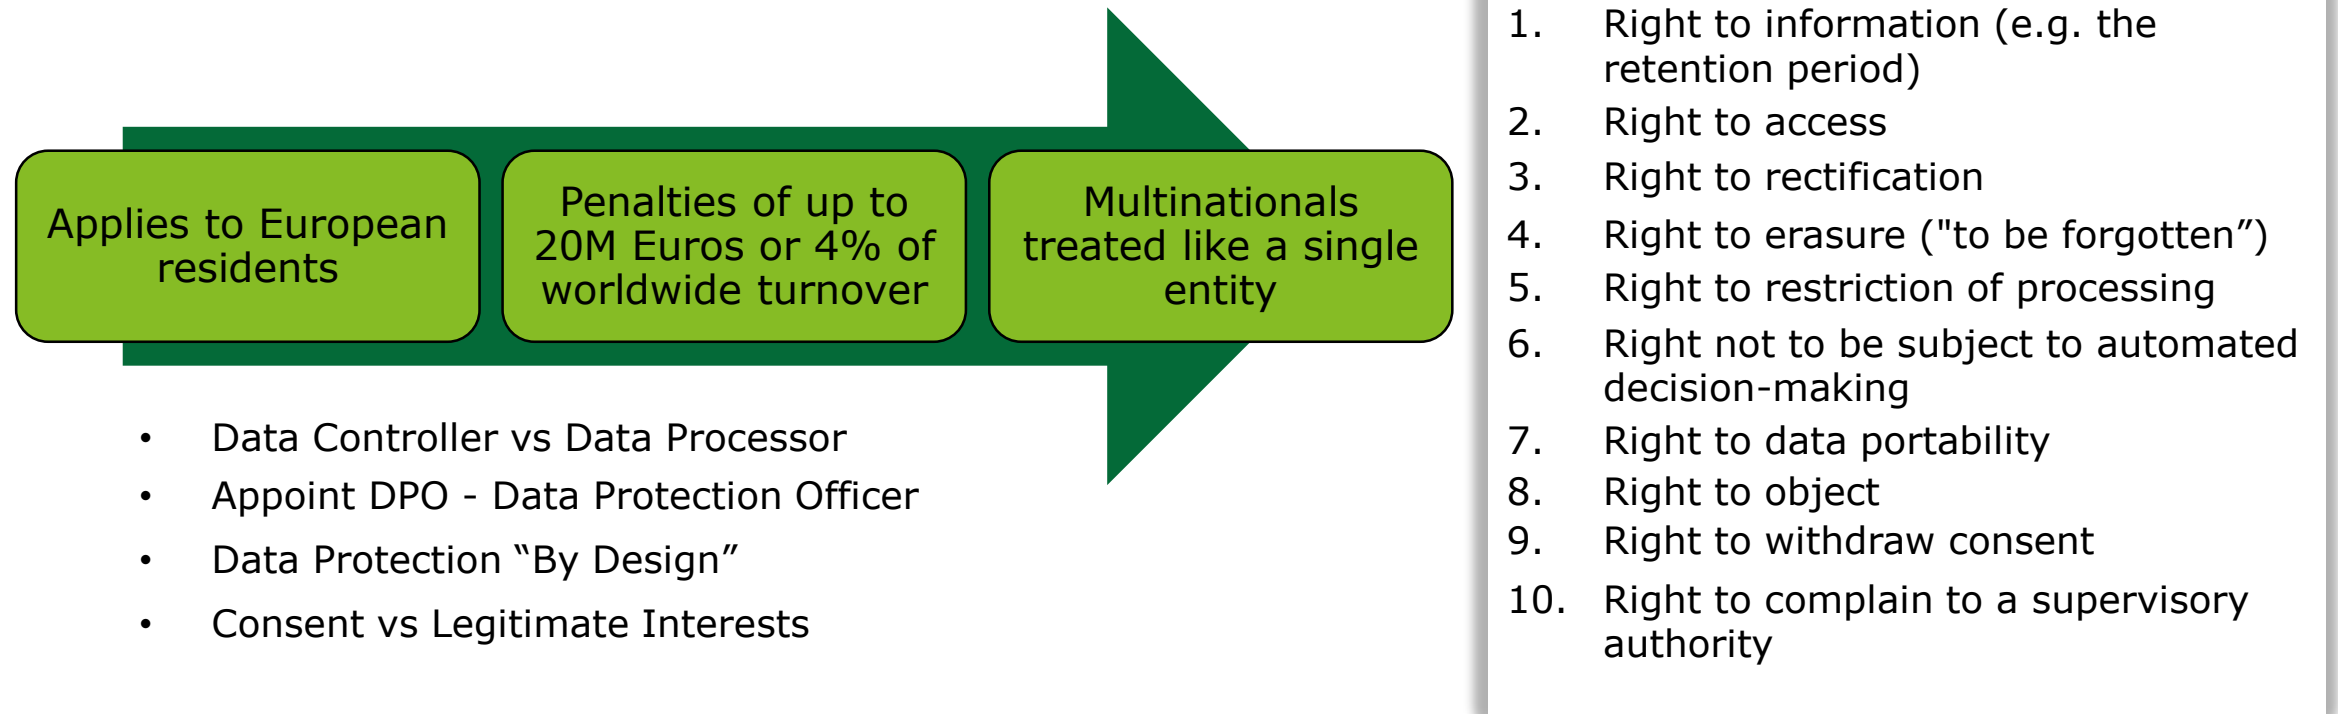 Applies to European
residents
Penalties of up to
20M Euros or 4% of
worldwide turnover
Multinationals
treated like a single
entity
• Data Controller vs Data Processor
• Appoint DPO - Data Protection Officer
• Data Protection “By Design”
• Consent vs Legitimate Interests
1. Right to information (e.g. the
retention period)
2. Right to access
3. Right to rectification
4. Right to erasure ("to be forgotten”)
5. Right to restriction of processing
6. Right not to be subject to automated
decision-making
7. Right to data portability
8. Right to object
9. Right to withdraw consent
10. Right to complain to a supervisory
authority